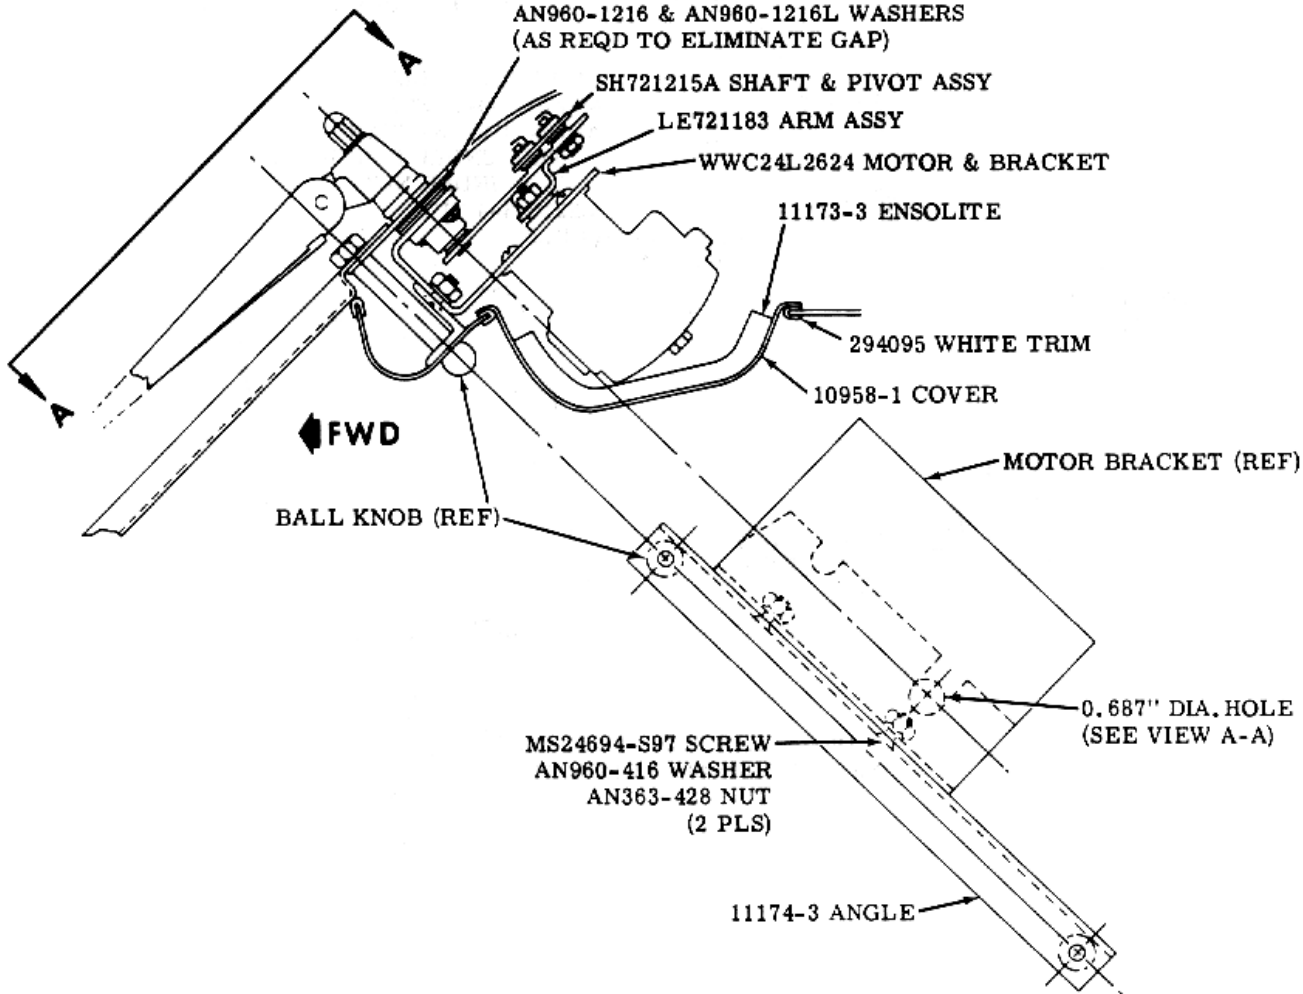 AN960-1216 & AN960-1216L WASHERS
(AS REQD TO ELIMINATE GAP)
SH721215A SHAFT & PIVOT ASSY
LE721183 ARM ASSY
WWC24L2624 MOTOR & BRACKET
11173-3 ENSOLITE
294095 WHITE TRIM
10958-1 COVER
A
A
FWD
MOTOR BRACKET (REF)
BALL KNOB (REF)
0.687" DIA. HOLE
(SEE VIEW A-A)
MS24694-S97 SCREW
AN960-416 WASHER
AN363-428 NUT
(2 PLS)
11174-3 ANGLE